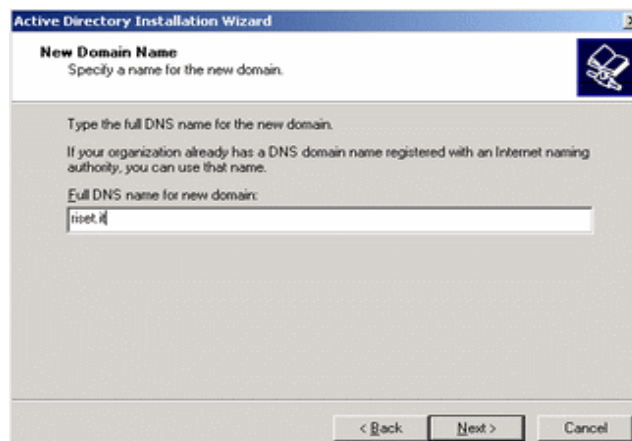 Active Directory Installation Wizard
New Domain Name
Specify a name for the new domain.
Type the full DNS name for the new domain.
If your organization already has a DNS domain name registered with an Internet naming
authority, you can use that name.
Full DNS name for new domain:
riset.it
< Back
Next >
Cancel